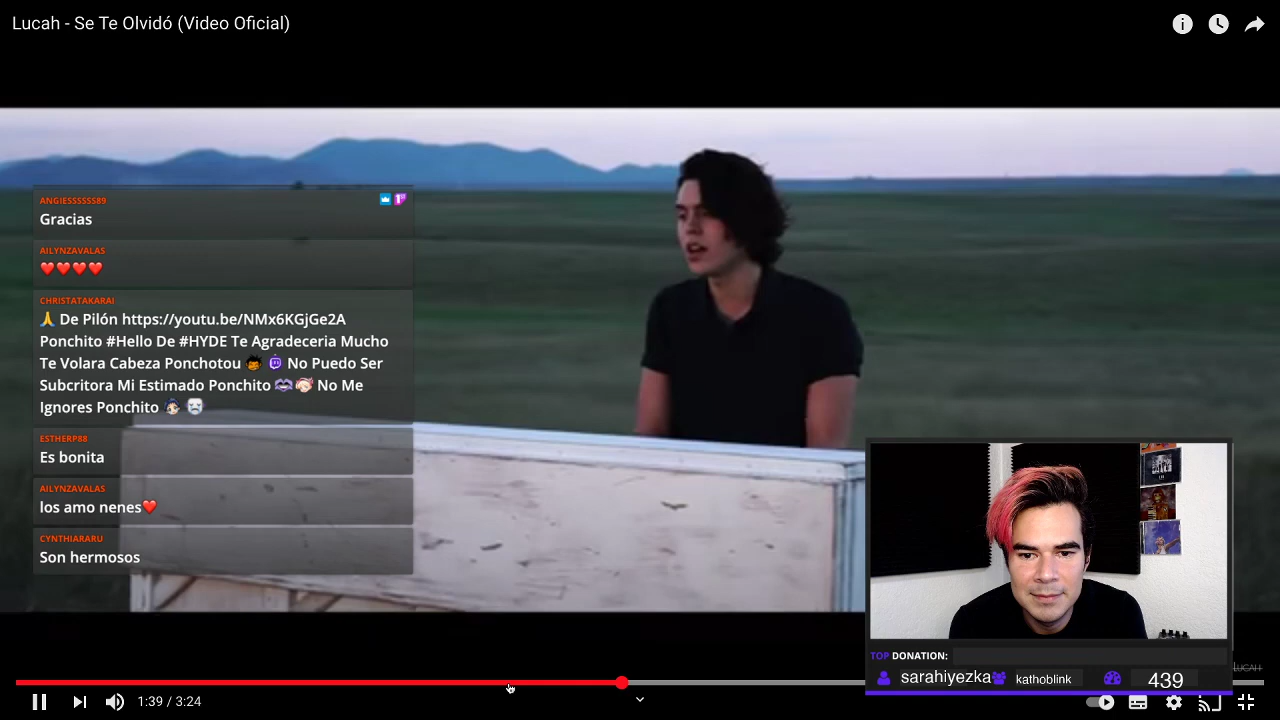 Lucah - Se Te Olvidó (Video Oficial)
ANGIESSSSSS89
Gracias
AILYNZAVALAS
❤️❤️❤️❤️
CHRISTATAKARAI
🙏 De Pilón https://youtu.be/NMx6KGjGe2A
Ponchito #Hello De #HYDE Te Agradeceria Mucho
Te Volara Cabeza Ponchotou No Puedo Ser
Subcritora Mi Estimado Ponchito No Me
Ignores Ponchito
ESTHERP88
Es bonita
AILYNZAVALAS
los amo nenes❤️
CYNTHIARARU
Son hermosos
TOP DONATION:
LUCAH
sarahiyezka kathoblink 439
1:39 / 3:24